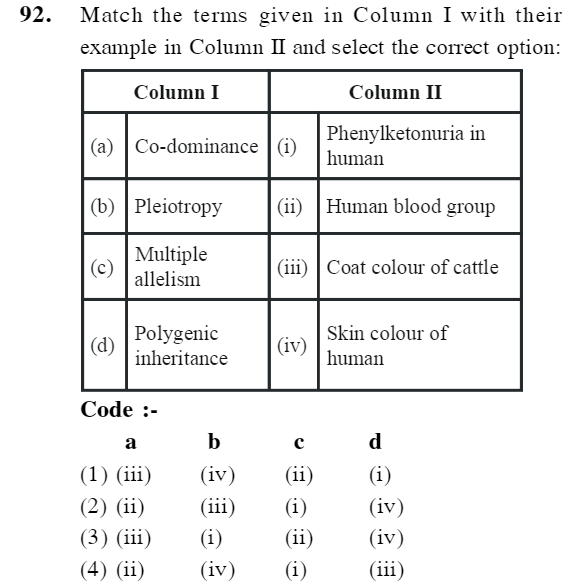 92. Match the terms given in Column I with their
example in Column II and select the correct option:
Column I Column II
(a) Co-dominance (i) Phenylketonuria in
human
(b) Pleiotropy (ii) Human blood group
(c) Multiple
allelism (iii) Coat colour of cattle
(d) Polygenic
inheritance (iv) Skin colour of
human
Code :-
a b c d
(1) (iii) (iv) (ii) (i)
(2) (ii) (iii) (i) (iv)
(3) (iii) (i) (ii) (iv)
(4) (ii) (iv) (i) (iii)